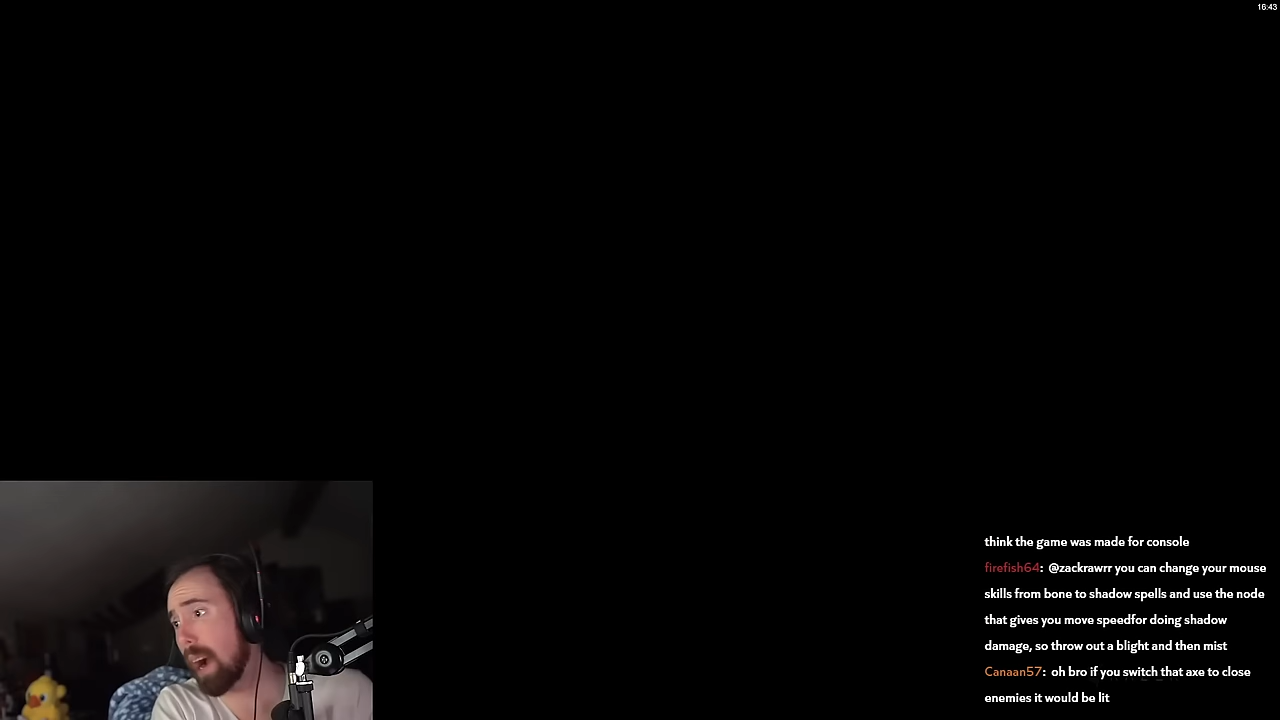 16:43
think the game was made for console
firefish64: @zackrawrr you can change your mouse
skills from bone to shadow spells and use the node
that gives you move speedfor doing shadow
damage, so throw out a blight and then mist
Canaan57: oh bro if you switch that axe to close
enemies it would be lit